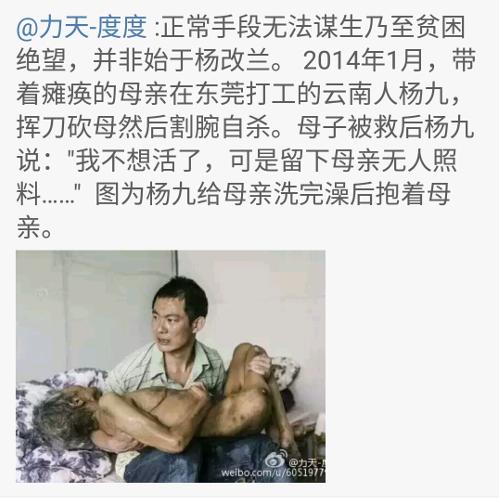 @力天-度度 :正常手段无法谋生乃至贫困
绝望，并非始于杨改兰。 2014年1月，带
着瘫痪的母亲在东莞打工的云南人杨九，
挥刀砍母然后割腕自杀。母子被救后杨九
说："我不想活了，可是留下母亲无人照
料……" 图为杨九给母亲洗完澡后抱着母
亲。
@力天-度
weibo.com/u/6051977